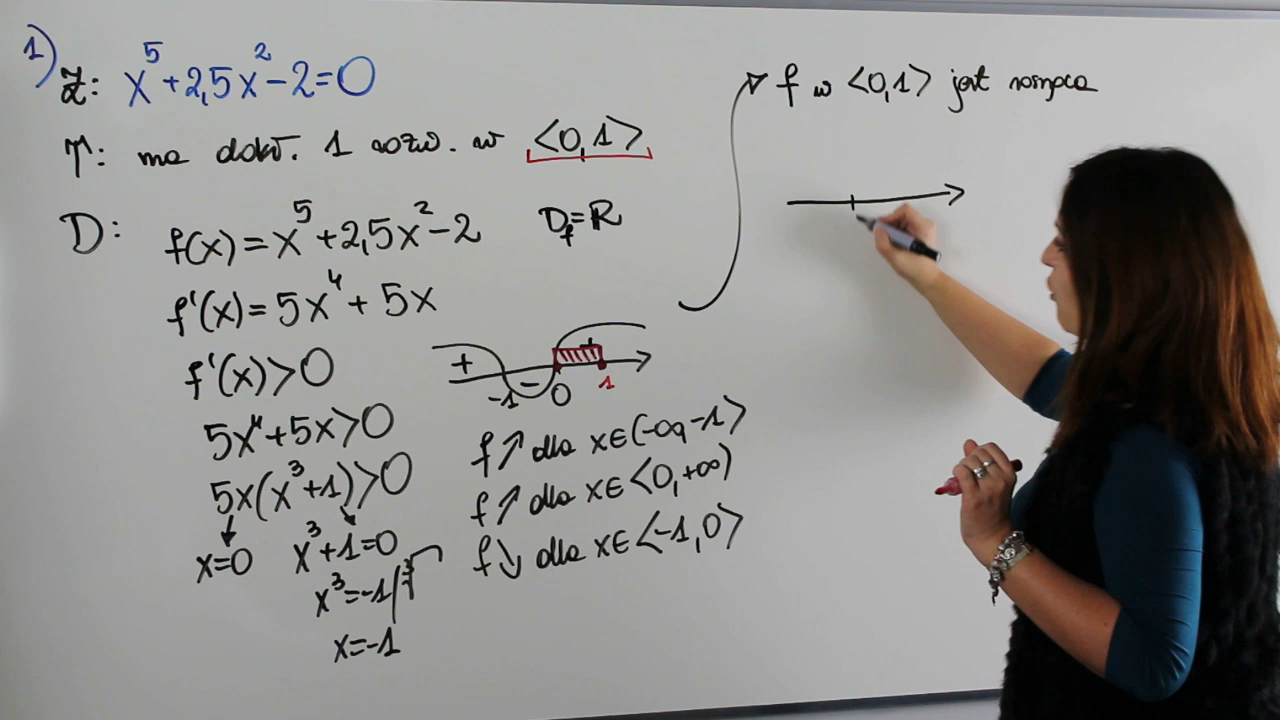 1)
Z: x⁵+2,5x²-2=0
T: ma dokł. 1 rozw. w <0,1>
D: f(x)=x⁵+2,5x²-2 D_f=R
f'(x)=5x⁴+5x
f'(x)>0
5x⁴+5x>0
5x(x³+1)>0
x=0 x³+1=0
x³=-1 |∛
x=-1
+ - +
-1 0 1
f↗ dla x∈(-∞,-1>
f↗ dla x∈<0,+∞)
f↘ dla x∈<-1,0>
f w <0,1> jest rosnąca